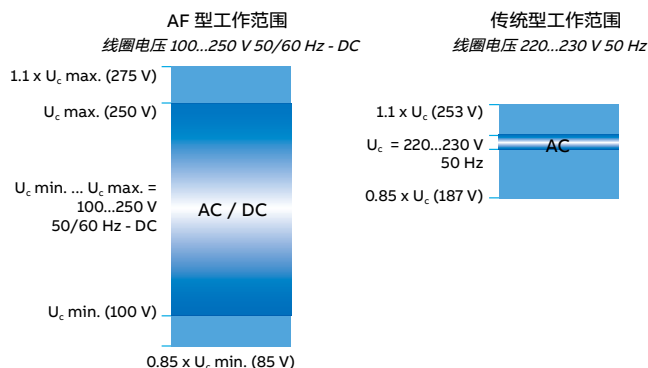 AF 型工作范围
线圈电压 100...250 V 50/60 Hz - DC
1.1 x Uc max. (275 V)
Uc max. (250 V)
Uc min. ... Uc max. =
100...250 V
50/60 Hz - DC
AC / DC
Uc min. (100 V)
0.85 x Uc min. (85 V)
传统型工作范围
线圈电压 220...230 V 50 Hz
1.1 x Uc (253 V)
Uc = 220...230 V
50 Hz
AC
0.85 x Uc (187 V)